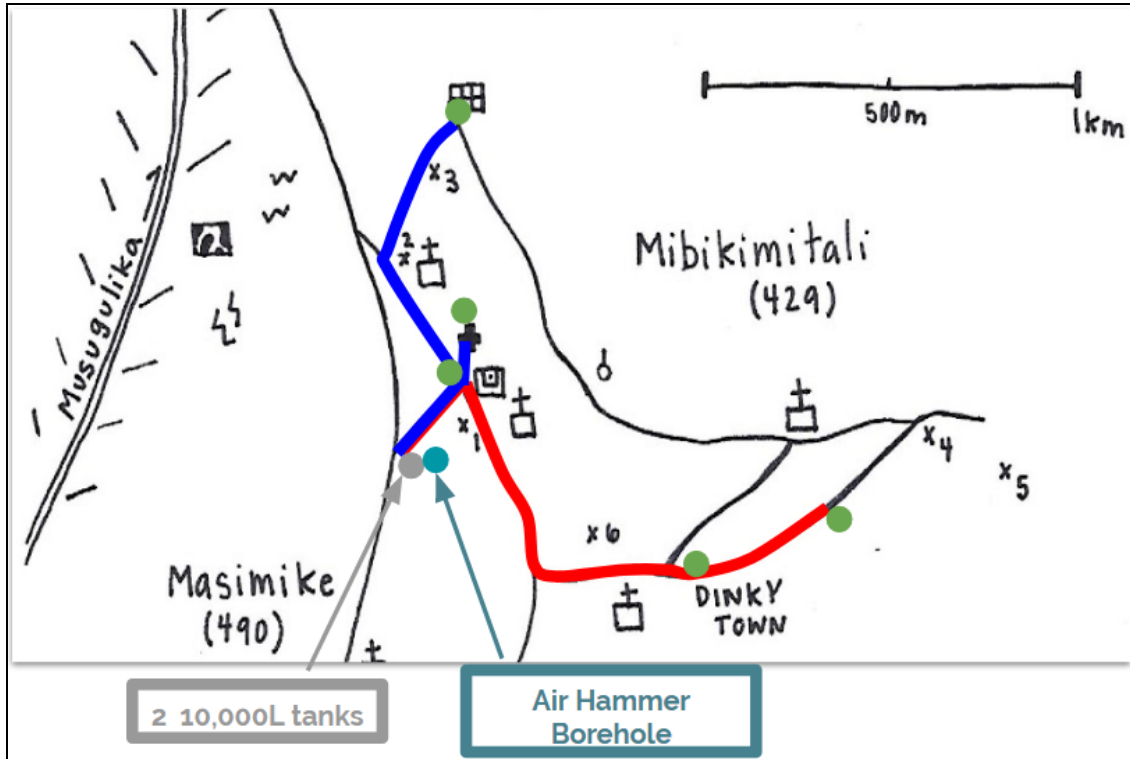 500m
1km
x3
2
x
Mibikimitali
(429)
Musugulika
x1
x4
x5
x6
Masimike
(490)
DINKY
TOWN
2 10,000L tanks
Air Hammer
Borehole